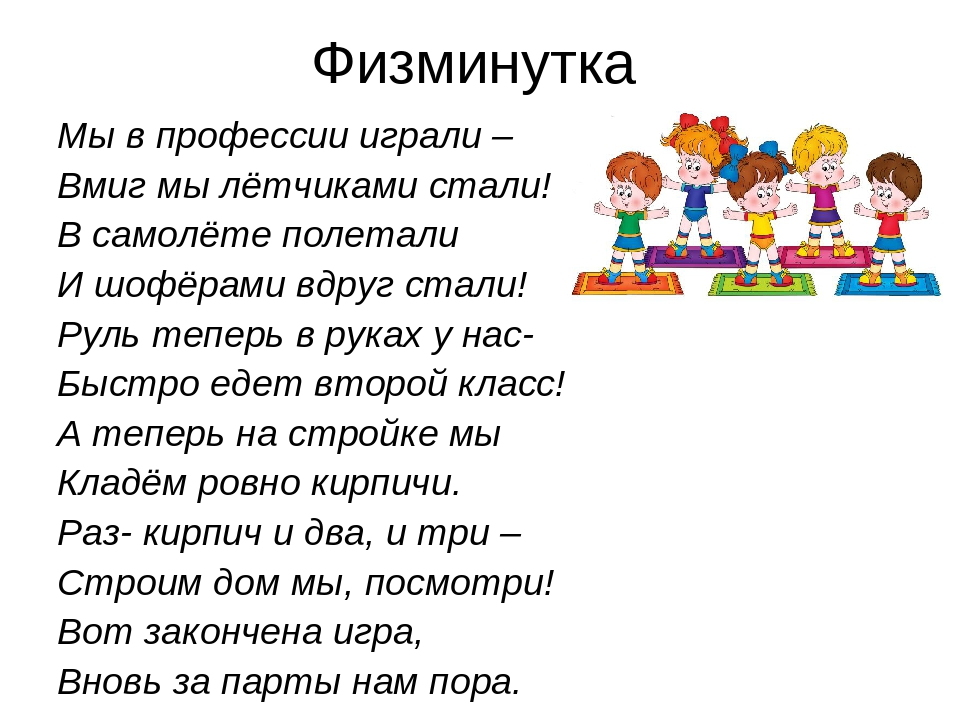 Физминутка
Мы в профессии играли –
Вмиг мы лётчиками стали!
В самолёте полетали
И шофёрами вдруг стали!
Руль теперь в руках у нас-
Быстро едет второй класс!
А теперь на стройке мы
Кладём ровно кирпичи.
Раз- кирпич и два, и три –
Строим дом мы, посмотри!
Вот закончена игра,
Вновь за парты нам пора.